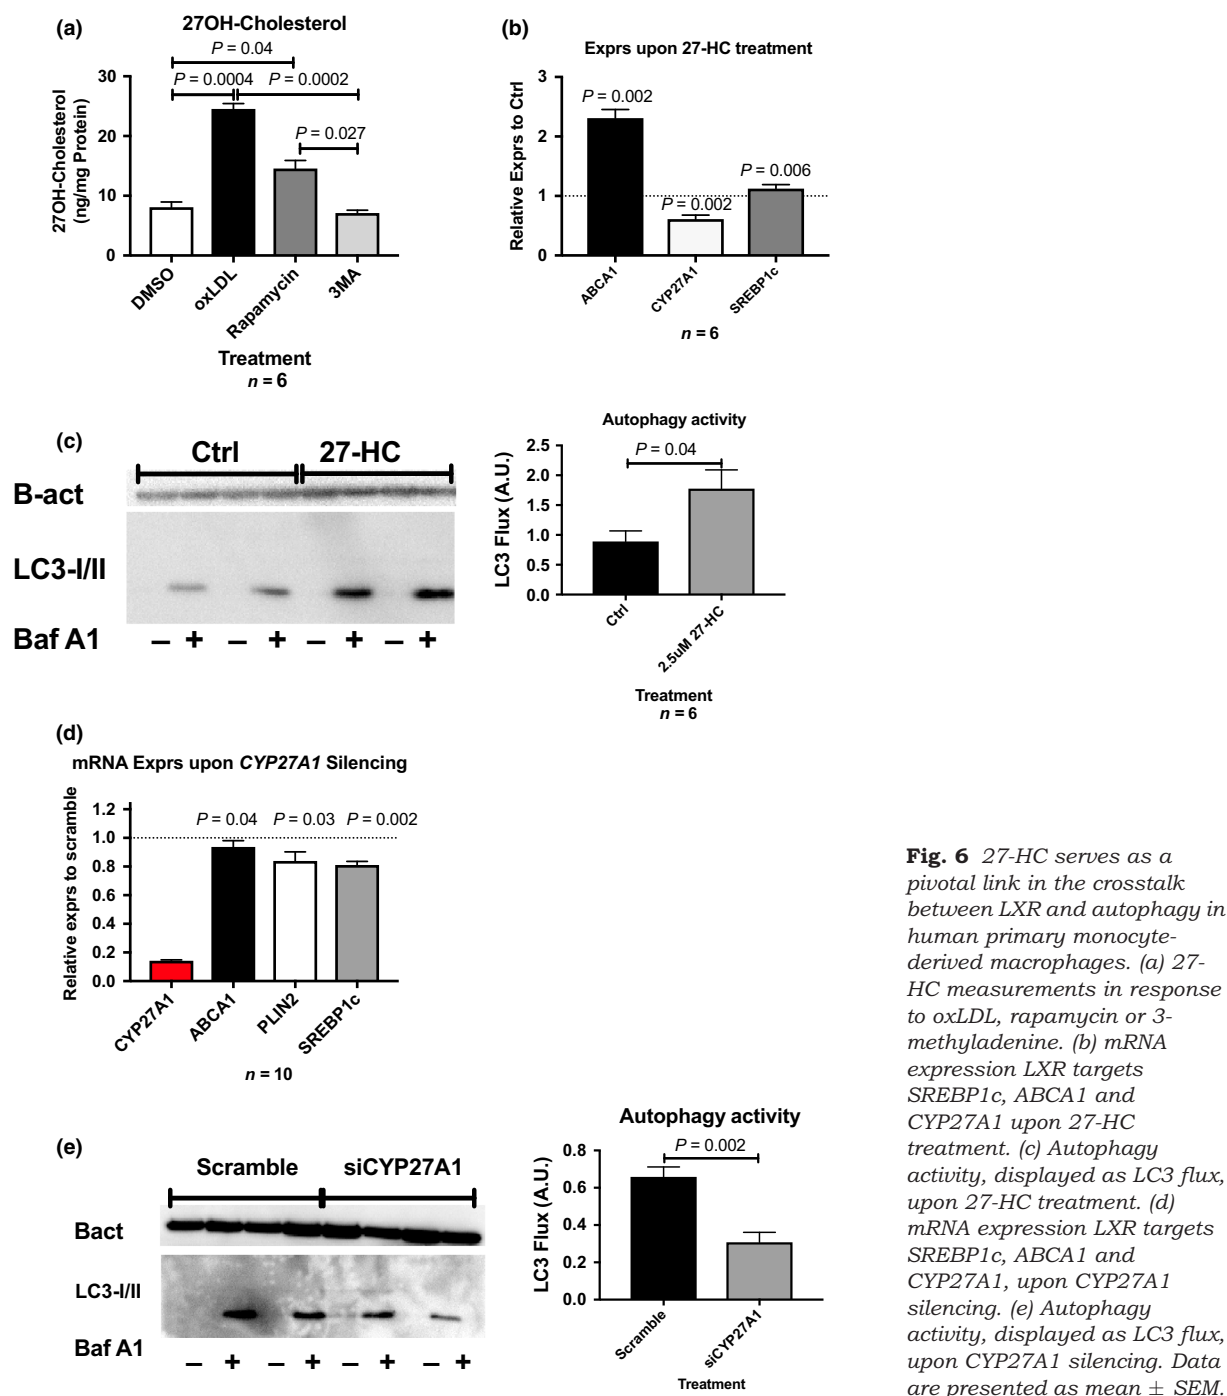 (a)
27OH-Cholesterol
P = 0.04
P = 0.0004
P = 0.0002
P = 0.027
27OH-Cholesterol
(ng/mg Protein)
30
20
10
0
DMSO
oxLDL
Rapamycin
3MA
Treatment
n = 6
(b)
Exprs upon 27-HC treatment
Relative Exprs to Ctrl
3
2
1
0
P = 0.002
P = 0.002
P = 0.006
ABCA1
CYP27A1
SREBP1c
n = 6
(c)
Ctrl
27-HC
B-act
LC3-I/II
Baf A1
– + – + – + – +
Autophagy activity
P = 0.04
LC3 Flux (A.U.)
2.5
2.0
1.5
1.0
0.5
0.0
Ctrl
2.5uM 27-HC
Treatment
n = 6
(d)
mRNA Exprs upon CYP27A1 Silencing
Relative exprs to scramble
1.2
1.0
0.8
0.6
0.4
0.2
0.0
P = 0.04 P = 0.03 P = 0.002
CYP27A1
ABCA1
PLIN2
SREBP1c
n = 10
(e)
Scramble
siCYP27A1
Bact
LC3-I/II
Baf A1
– + – + – + – +
Autophagy activity
P = 0.002
LC3 Flux (A.U.)
0.8
0.6
0.4
0.2
0.0
Scramble
siCYP27A1
Treatment
Fig. 6 27-HC serves as a
pivotal link in the crosstalk
between LXR and autophagy in
human primary monocyte-
derived macrophages. (a) 27-
HC measurements in response
to oxLDL, rapamycin or 3-
methyladenine. (b) mRNA
expression LXR targets
SREBP1c, ABCA1 and
CYP27A1 upon 27-HC
treatment. (c) Autophagy
activity, displayed as LC3 flux,
upon 27-HC treatment. (d)
mRNA expression LXR targets
SREBP1c, ABCA1 and
CYP27A1, upon CYP27A1
silencing. (e) Autophagy
activity, displayed as LC3 flux,
upon CYP27A1 silencing. Data
are presented as mean ± SEM.